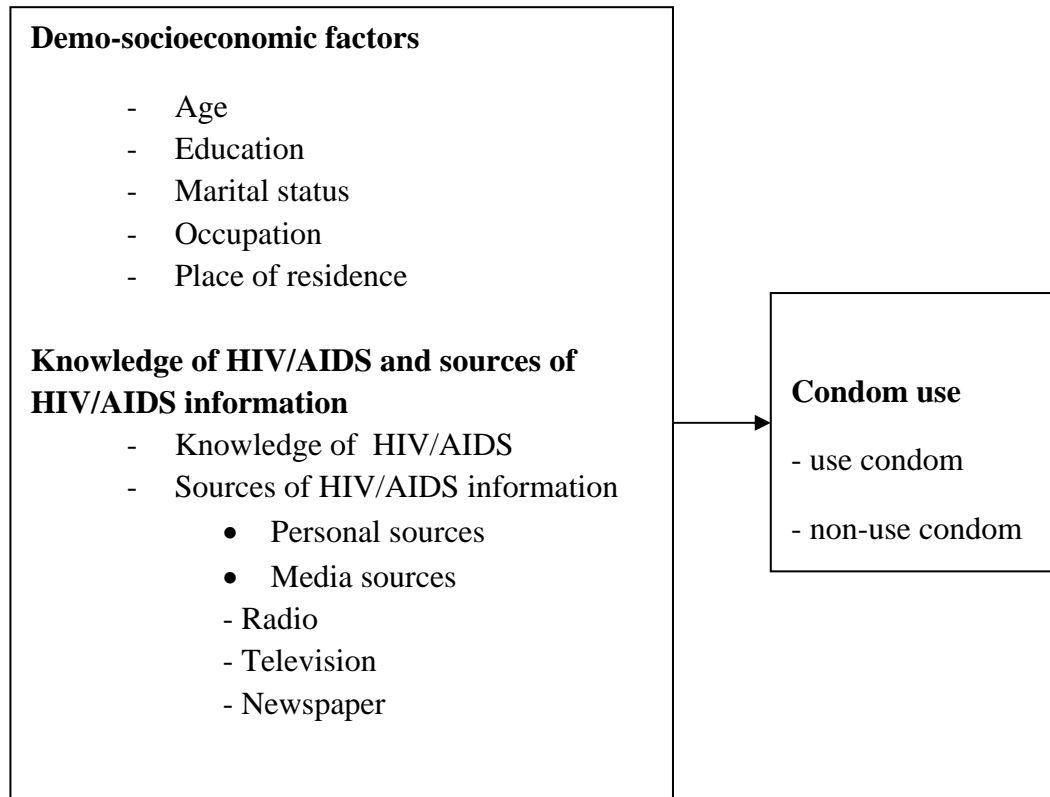 Demo-socioeconomic factors
- Age
- Education
- Marital status
- Occupation
- Place of residence
Knowledge of HIV/AIDS and sources of
HIV/AIDS information
- Knowledge of HIV/AIDS
- Sources of HIV/AIDS information
• Personal sources
• Media sources
- Radio
- Television
- Newspaper
Condom use
- use condom
- non-use condom